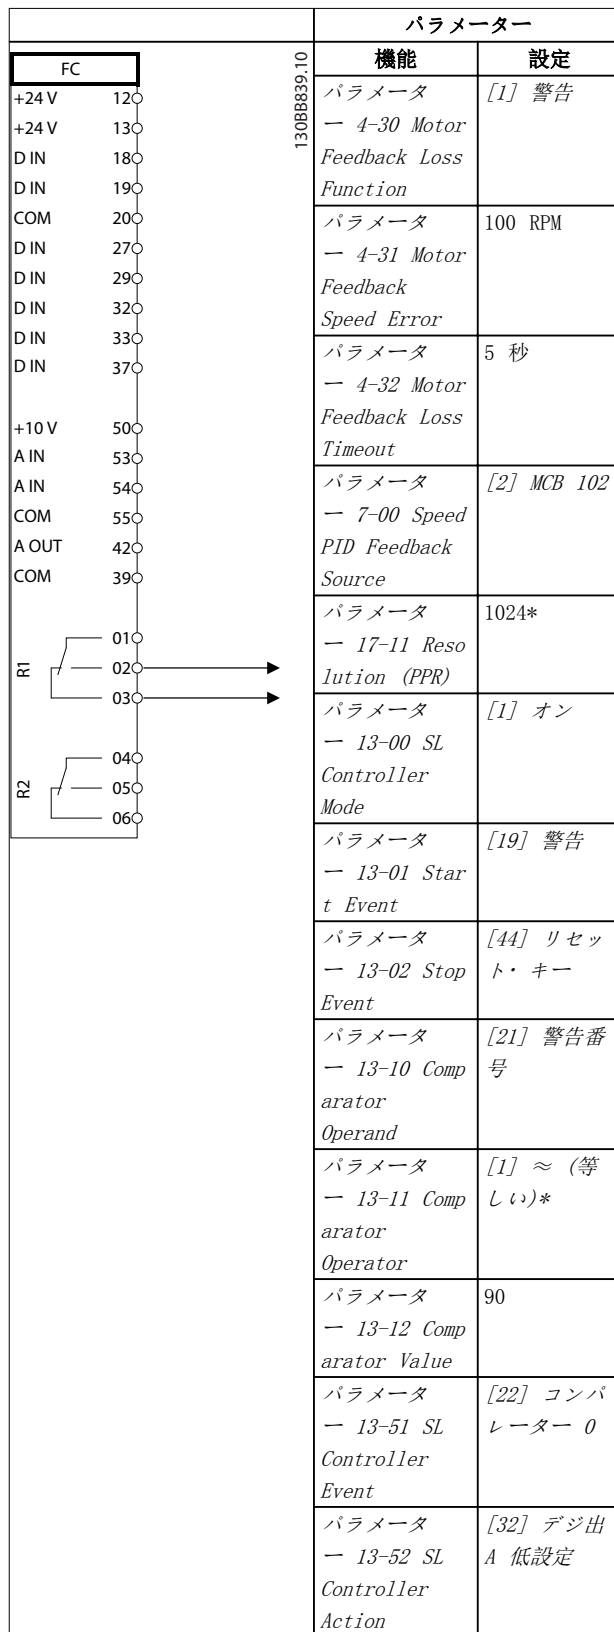 パラメーター
機能 設定
FC
130BB839.10
+24 V 12
+24 V 13
D IN 18
D IN 19
COM 20
D IN 27
D IN 29
D IN 32
D IN 33
D IN 37
+10 V 50
A IN 53
A IN 54
COM 55
A OUT 42
COM 39
R1
01
02
03
R2
04
05
06
パラメータ [1] 警告
ー 4-30 Motor
Feedback Loss
Function
パラメータ 100 RPM
ー 4-31 Motor
Feedback
Speed Error
パラメータ 5 秒
ー 4-32 Motor
Feedback Loss
Timeout
パラメータ [2] MCB 102
ー 7-00 Speed
PID Feedback
Source
パラメータ 1024*
ー 17-11 Reso
lution (PPR)
パラメータ [1] オン
ー 13-00 SL
Controller
Mode
パラメータ [19] 警告
ー 13-01 Star
t Event
パラメータ [44] リセッ
ー 13-02 Stop ト・キー
Event
パラメータ [21] 警告番
ー 13-10 Comp 号
arator
Operand
パラメータ [1] ≈ (等
ー 13-11 Comp しい)*
arator
Operator
パラメータ 90
ー 13-12 Comp
arator Value
パラメータ [22] コンパ
ー 13-51 SL レーター 0
Controller
Event
パラメータ [32] デジ出
ー 13-52 SL A 低設定
Controller
Action